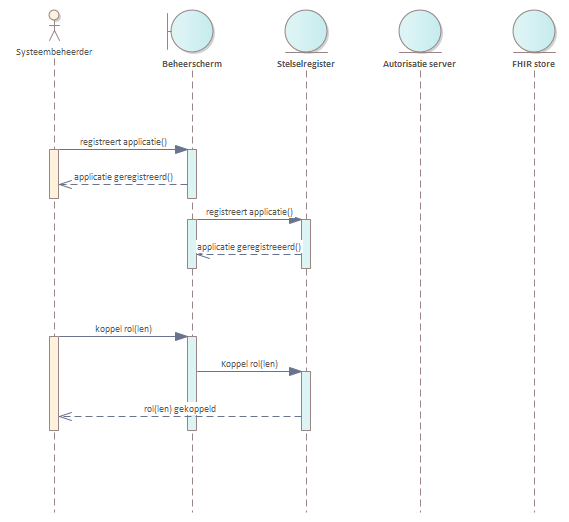 Systeembeheerder
Beheerscherm
Stelselregister
Autorisatie server
FHIR store
registreert applicatie()
applicatie geregistreerd()
registreert applicatie()
applicatie geregistreeerd()
koppel rol(len)
Koppel rol(len)
rol(len) gekoppeld